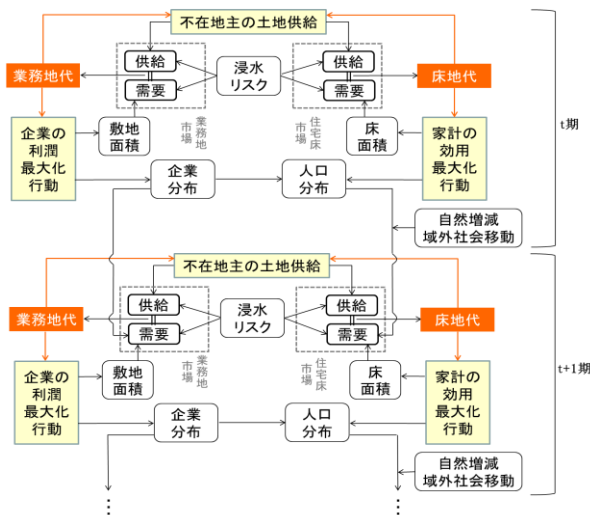 不在地主の土地供給
業務地代
供給
需要
浸水
リスク
供給
需要
床地代
企業の
利潤
最大化
行動
敷地
面積
業務地
市場
住宅床
市場
床
面積
家計の
効用
最大化
行動
t期
企業
分布
人口
分布
自然増減
域外社会移動
不在地主の土地供給
業務地代
供給
需要
浸水
リスク
供給
需要
床地代
企業の
利潤
最大化
行動
敷地
面積
業務地
市場
住宅床
市場
床
面積
家計の
効用
最大化
行動
t+1期
企業
分布
人口
分布
自然増減
域外社会移動
⋮
⋮